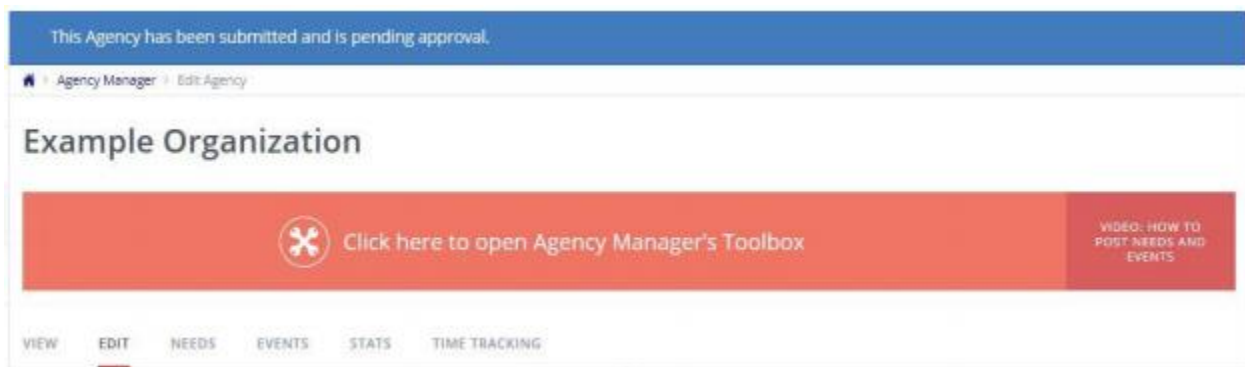 This Agency has been submitted and is pending approval.
Agency Manager Edit Agency
Example Organization
Click here to open Agency Manager's Toolbox
VIDEO: HOW TO
POST NEEDS AND
EVENTS
VIEW EDIT NEEDS EVENTS STATS TIME TRACKING